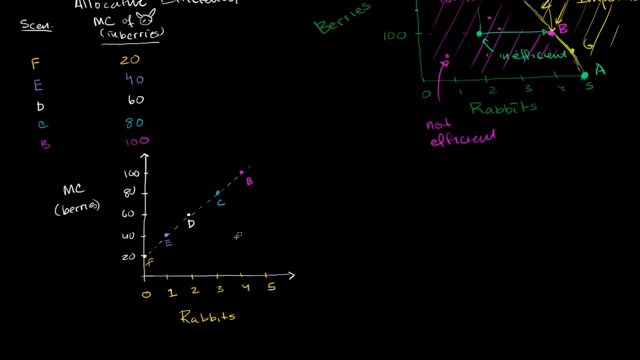 Allocative Efficiency
MC of
Scen. (in berries)
F 20
E 40
D 60
C 80
B 100
MC
(berries)
100
80
60
40
20
B
C
D
E
F
0 1 2 3 4 5
Rabbits
Berries
100
B
G
inefficient
A
0 1 2 3 4 5
Rabbits
not
efficient